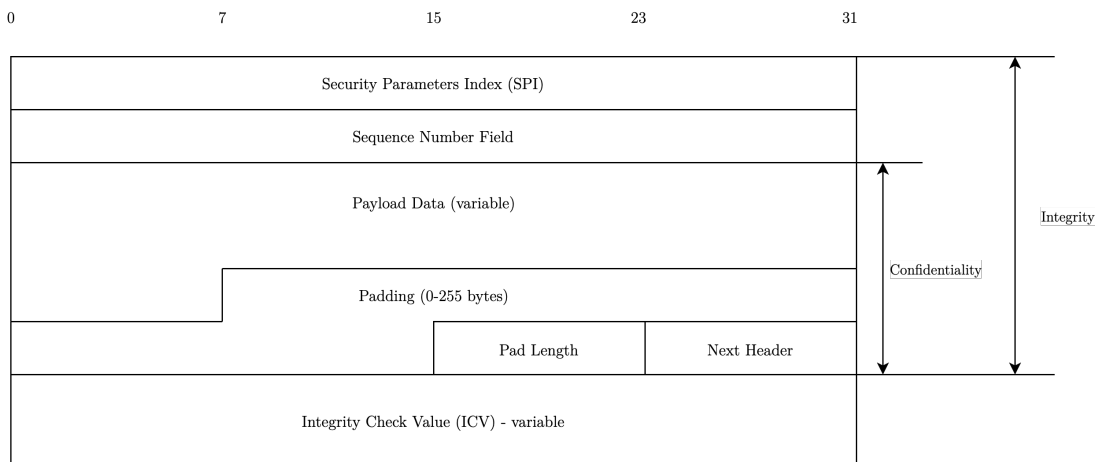 0 7 15 23 31
Security Parameters Index (SPI)
Sequence Number Field
Payload Data (variable)
Integrity
Confidentiality
Padding (0-255 bytes)
Pad Length Next Header
Integrity Check Value (ICV) - variable